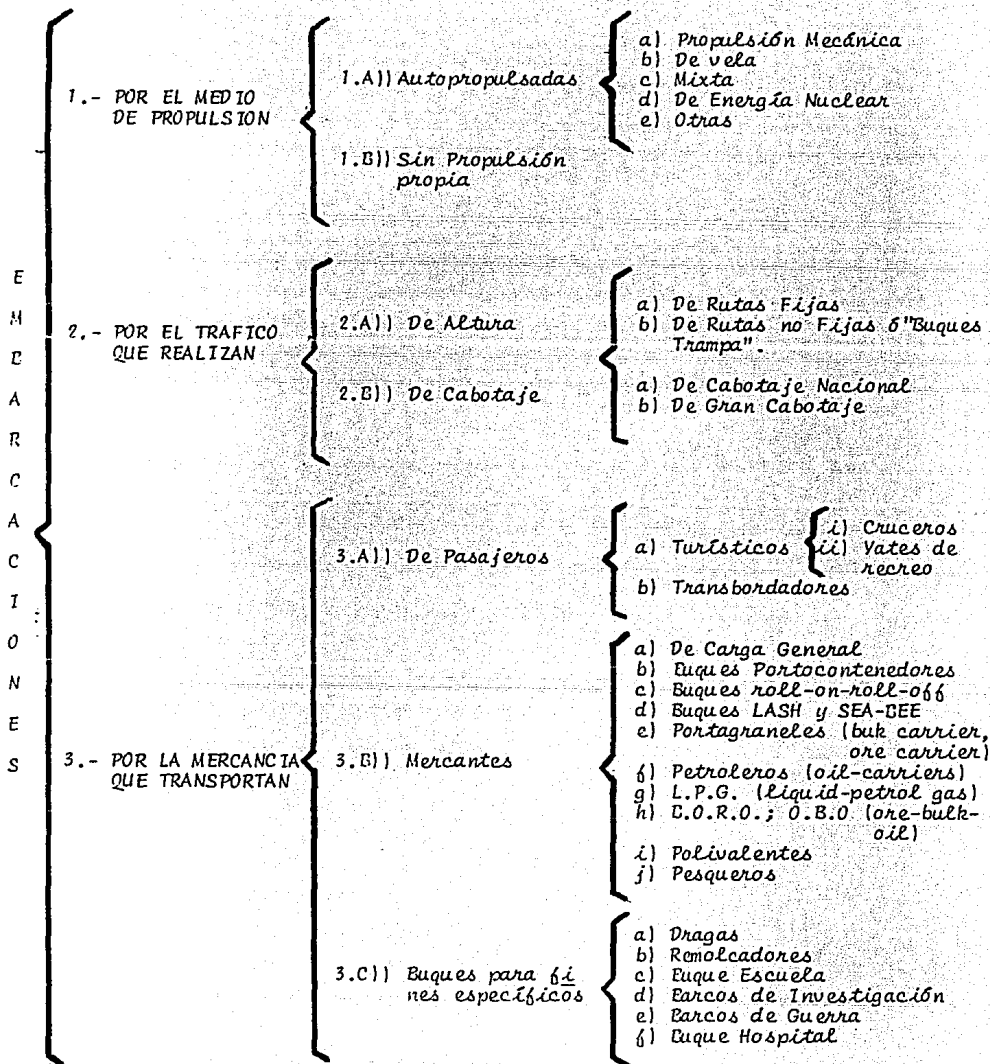 EMBARCACIONES
1.- POR EL MEDIO
DE PROPULSION
1.A)) Autopropulsadas
a) Propulsión Mecánica
b) De vela
c) Mixta
d) De Energía Nuclear
e) Otras
1.B)) Sin Propulsión
propia
2.- POR EL TRAFICO
QUE REALIZAN
2.A)) De Altura
a) De Rutas Fijas
b) De Rutas no Fijas ó "Buques
Trampa".
2.B)) De Cabotaje
a) De Cabotaje Nacional
b) De Gran Cabotaje
3.- POR LA MERCANCIA
QUE TRANSPORTAN
3.A)) De Pasajeros
a) Turísticos
i) Cruceros
ii) Yates de
recreo
b) Transbordadores
3.B)) Mercantes
a) De Carga General
b) Buques Portocontenedores
c) Buques roll-on-roll-off
d) Buques LASH y SEA-BEE
e) Portagraneles (buk carrier,
ore carrier)
f) Petroleros (oil-carriers)
g) L.P.G. (liquid-petrol gas)
h) B.O.R.O.; O.B.O (ore-bulk-
oil)
i) Polivalentes
j) Pesqueros
3.C)) Buques para fi
nes específicos
a) Dragas
b) Remolcadores
c) Buque Escuela
d) Barcos de Investigación
e) Barcos de Guerra
f) Buque Hospital